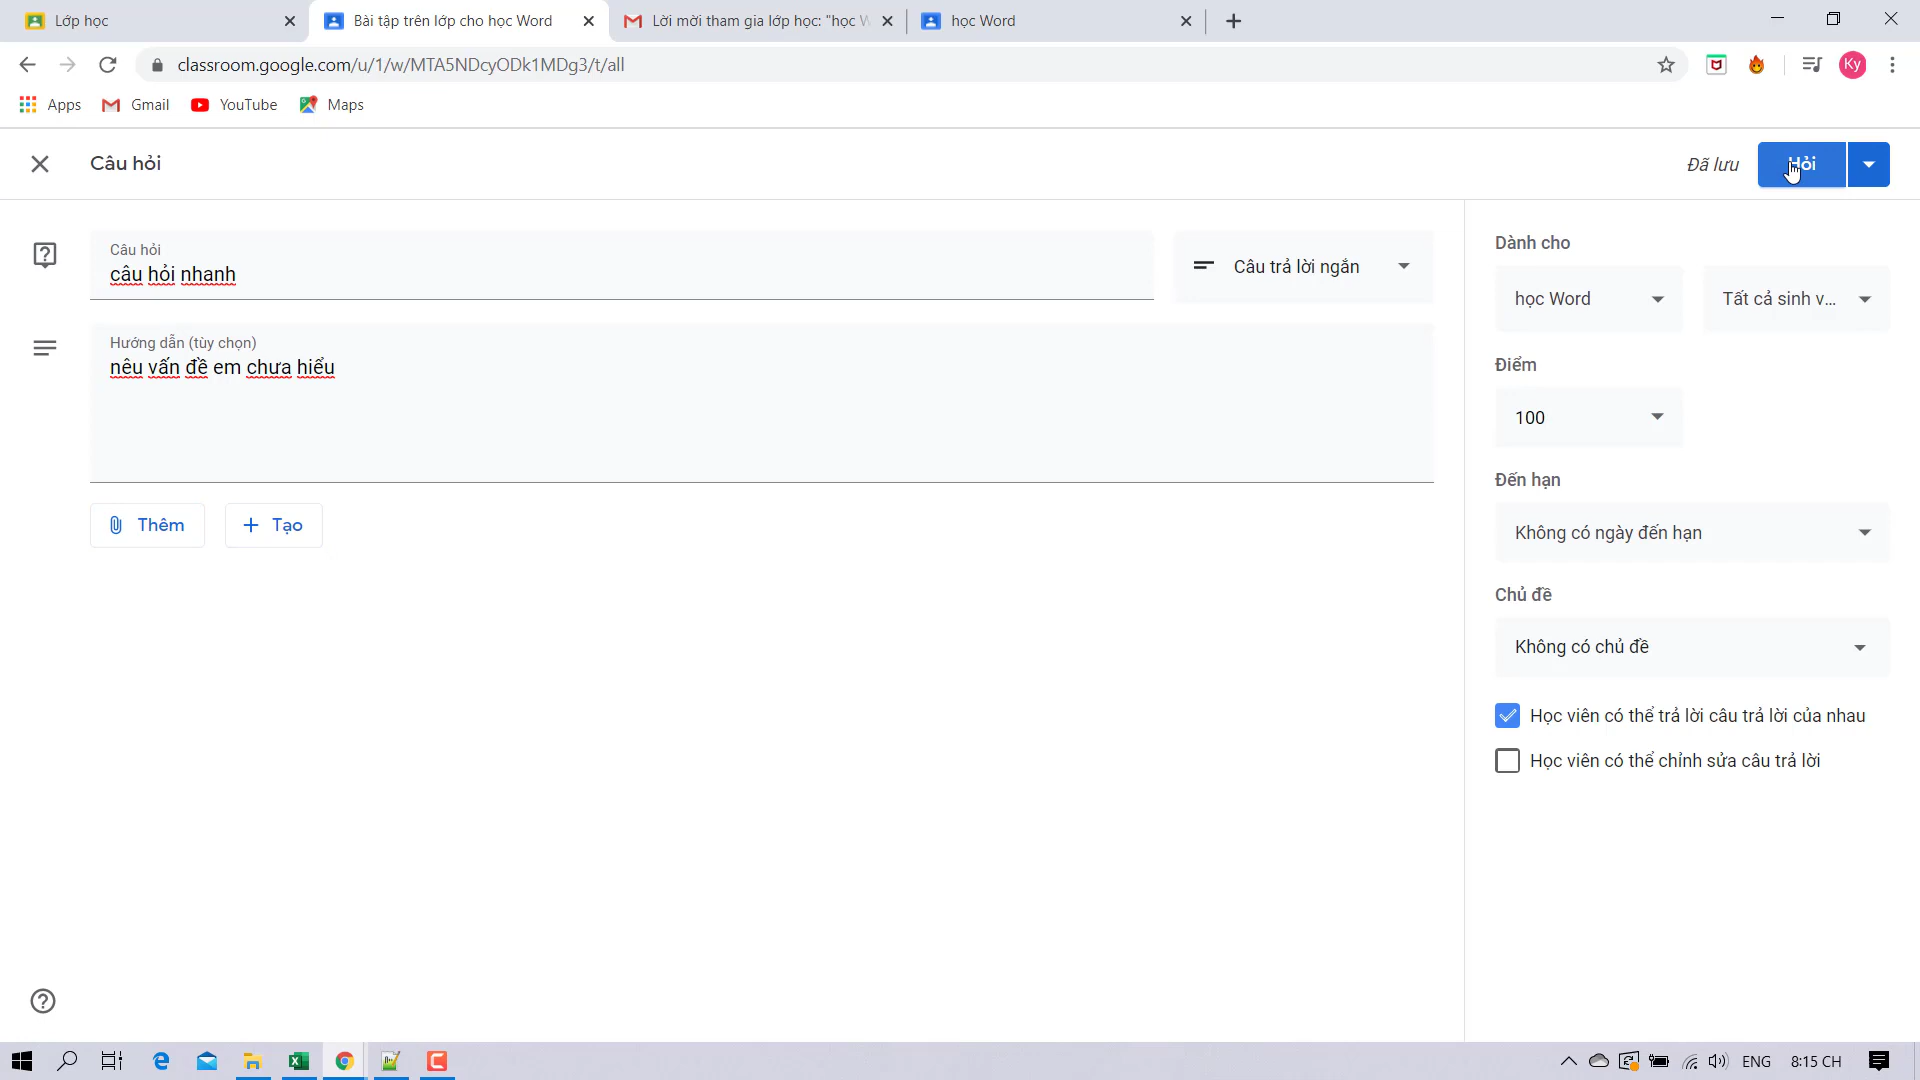 Lớp học
Bài tập trên lớp cho học Word
Lời mời tham gia lớp học: "học W
học Word
classroom.google.com/u/1/w/MTA5NDcyODk1MDg3/t/all
Ky
Apps
Gmail
YouTube
Maps
Câu hỏi
Đã lưu
Hỏi
Câu hỏi
câu hỏi nhanh
Câu trả lời ngắn
Hướng dẫn (tùy chọn)
nêu vấn đề em chưa hiểu
Thêm
Tạo
Dành cho
học Word
Tất cả sinh v...
Điểm
100
Đến hạn
Không có ngày đến hạn
Chủ đề
Không có chủ đề
Học viên có thể trả lời câu trả lời của nhau
Học viên có thể chỉnh sửa câu trả lời
ENG
8:15 CH